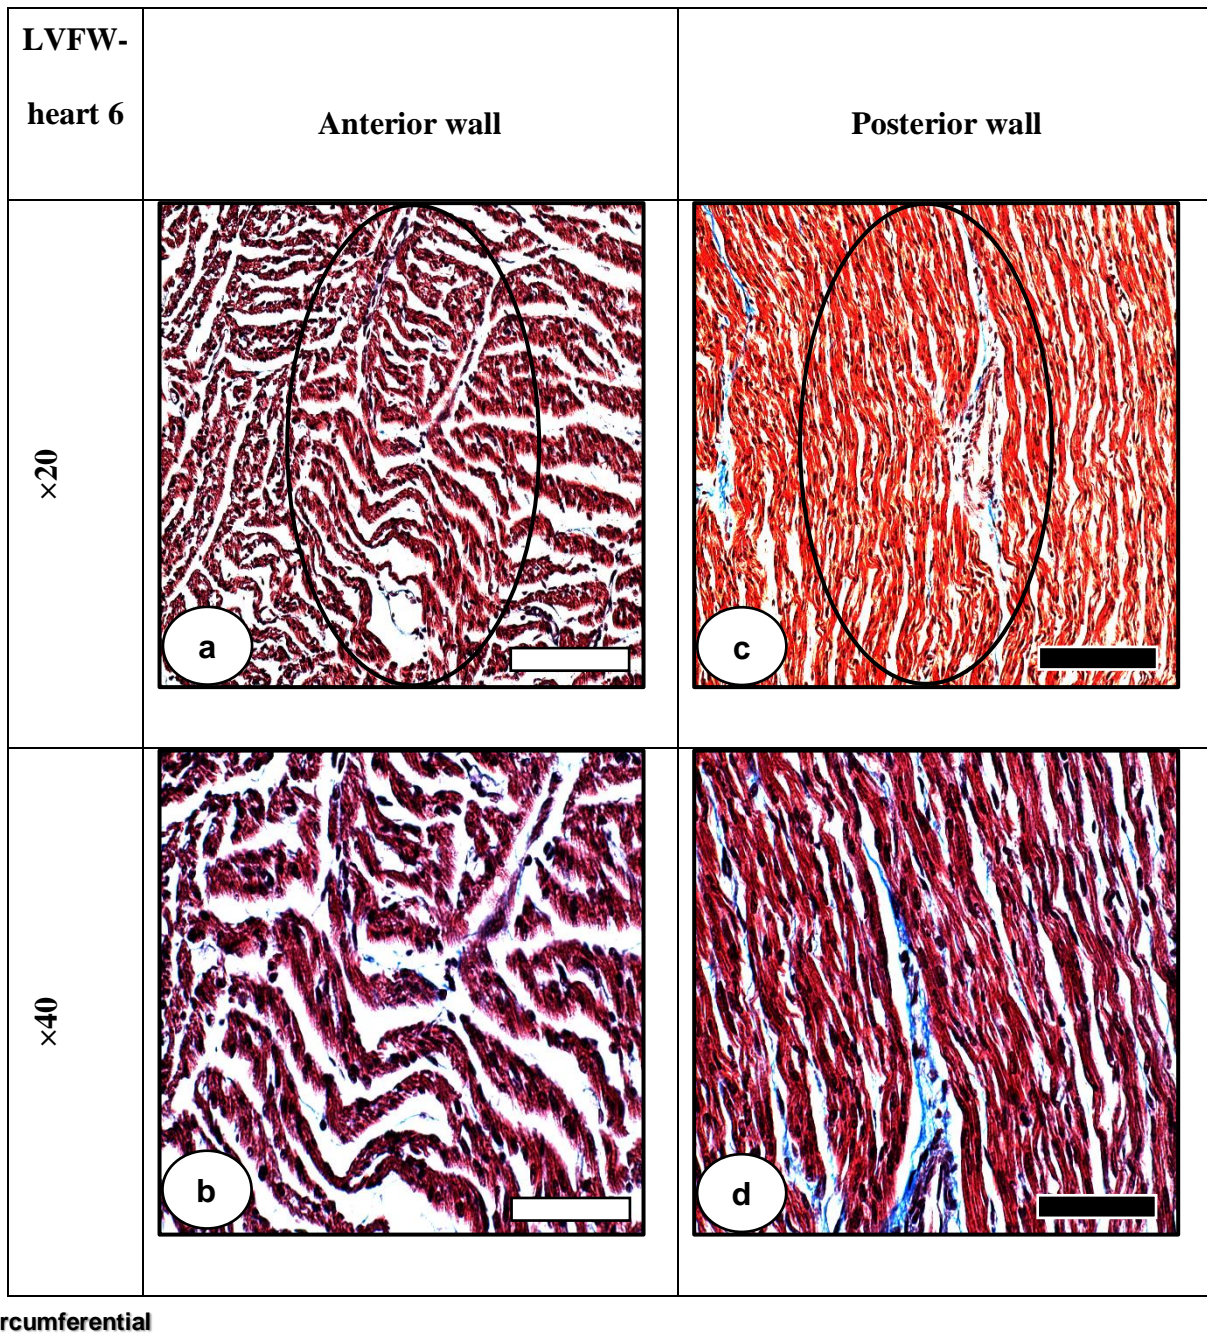 LVFW-
heart 6
Anterior wall
Posterior wall
×20
a
c
×40
b
d
rcumferential